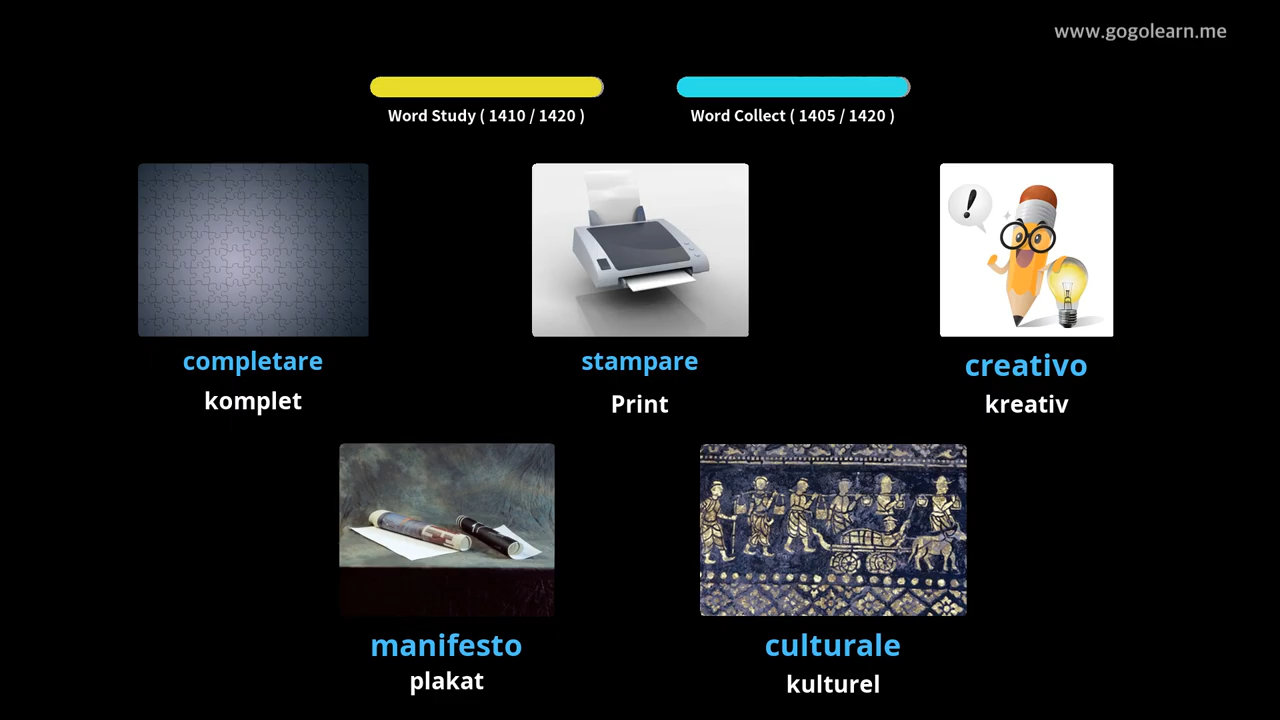 www.gogolearn.me
Word Study ( 1410 / 1420 )
Word Collect ( 1405 / 1420 )
completare
komplet
stampare
Print
creativo
kreativ
manifesto
plakat
culturale
kulturel